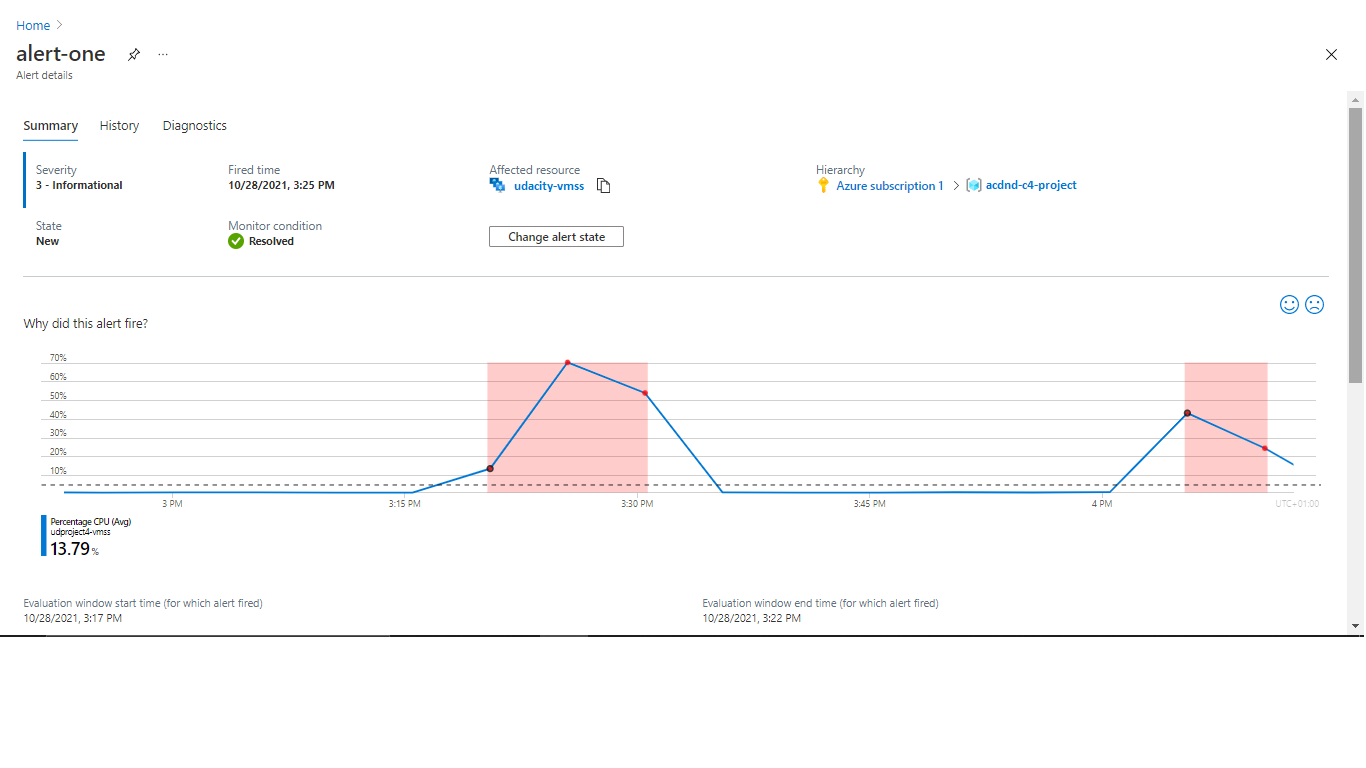 Home
alert-one
Alert details
Summary History Diagnostics
Severity Fired time Affected resource Hierarchy
3 - Informational 10/28/2021, 3:25 PM udacity-vmss Azure subscription 1 > acdnd-c4-project
State Monitor condition
New Resolved Change alert state
Why did this alert fire?
70%
60%
50%
40%
30%
20%
10%
3 PM 3:15 PM 3:30 PM 3:45 PM 4 PM UTC+01:00
Percentage CPU (Avg)
udproject4-vmss
13.79 %
Evaluation window start time (for which alert fired) Evaluation window end time (for which alert fired)
10/28/2021, 3:17 PM 10/28/2021, 3:22 PM